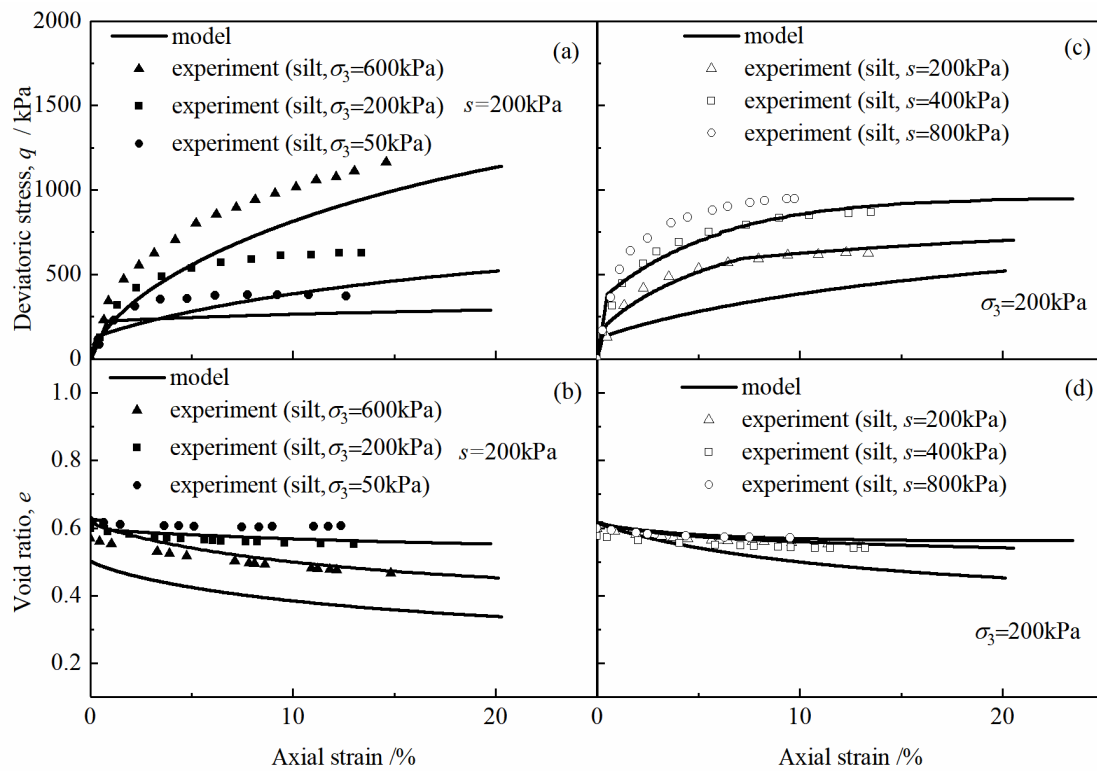 2000
1500
1000
500
0
Deviatoric stress, q / kPa
model
experiment (silt, σ3=600kPa)
experiment (silt, σ3=200kPa)
experiment (silt, σ3=50kPa)
s=200kPa
(a)
model
experiment (silt, s=200kPa)
experiment (silt, s=400kPa)
experiment (silt, s=800kPa)
(c)
σ3=200kPa
1.0
0.8
0.6
0.4
0.2
Void ratio, e
model
experiment (silt, σ3=600kPa)
experiment (silt, σ3=200kPa)
experiment (silt, σ3=50kPa)
s=200kPa
(b)
model
experiment (silt, s=200kPa)
experiment (silt, s=400kPa)
experiment (silt, s=800kPa)
(d)
σ3=200kPa
0 10 20
0 10 20
Axial strain /%
Axial strain /%